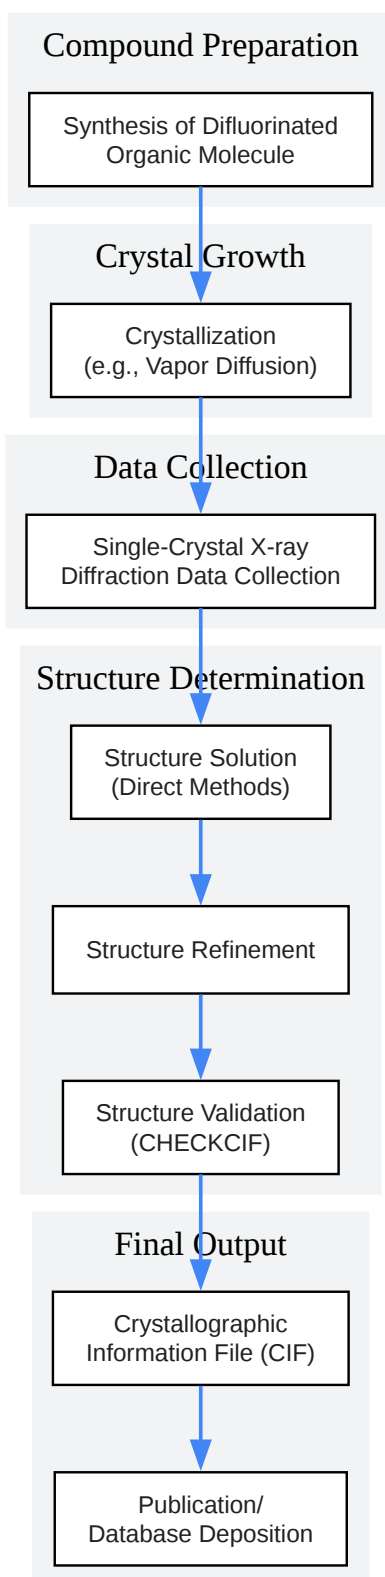 Compound Preparation
Synthesis of Difluorinated
Organic Molecule
Crystal Growth
Crystallization
(e.g., Vapor Diffusion)
Data Collection
Single-Crystal X-ray
Diffraction Data Collection
Structure Determination
Structure Solution
(Direct Methods)
Structure Refinement
Structure Validation
(CHECKCIF)
Final Output
Crystallographic
Information File (CIF)
Publication/
Database Deposition